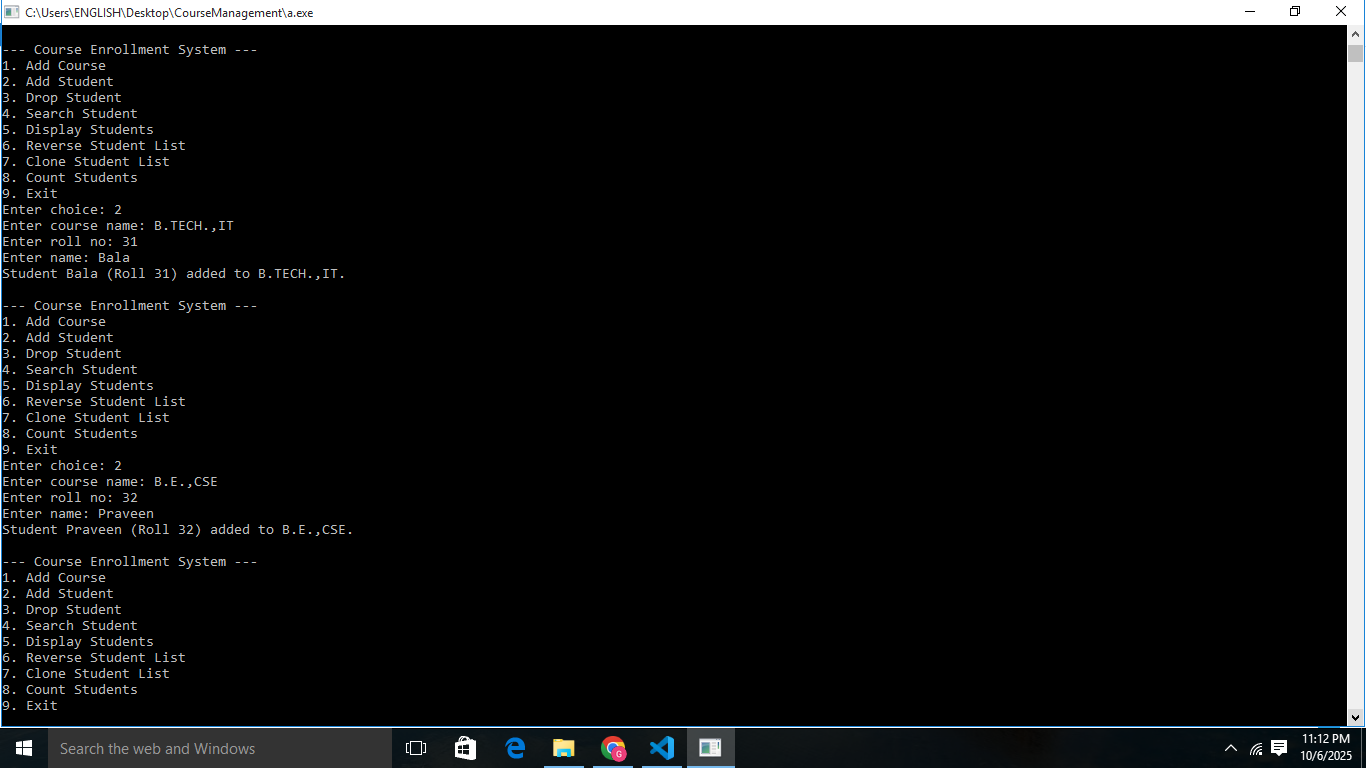 C:\Users\ENGLISH\Desktop\CourseManagement\a.exe
--- Course Enrollment System ---
1. Add Course
2. Add Student
3. Drop Student
4. Search Student
5. Display Students
6. Reverse Student List
7. Clone Student List
8. Count Students
9. Exit
Enter choice: 2
Enter course name: B.TECH.,IT
Enter roll no: 31
Enter name: Bala
Student Bala (Roll 31) added to B.TECH.,IT.
--- Course Enrollment System ---
1. Add Course
2. Add Student
3. Drop Student
4. Search Student
5. Display Students
6. Reverse Student List
7. Clone Student List
8. Count Students
9. Exit
Enter choice: 2
Enter course name: B.E.,CSE
Enter roll no: 32
Enter name: Praveen
Student Praveen (Roll 32) added to B.E.,CSE.
--- Course Enrollment System ---
1. Add Course
2. Add Student
3. Drop Student
4. Search Student
5. Display Students
6. Reverse Student List
7. Clone Student List
8. Count Students
9. Exit
Search the web and Windows
G
11:12 PM
10/6/2025